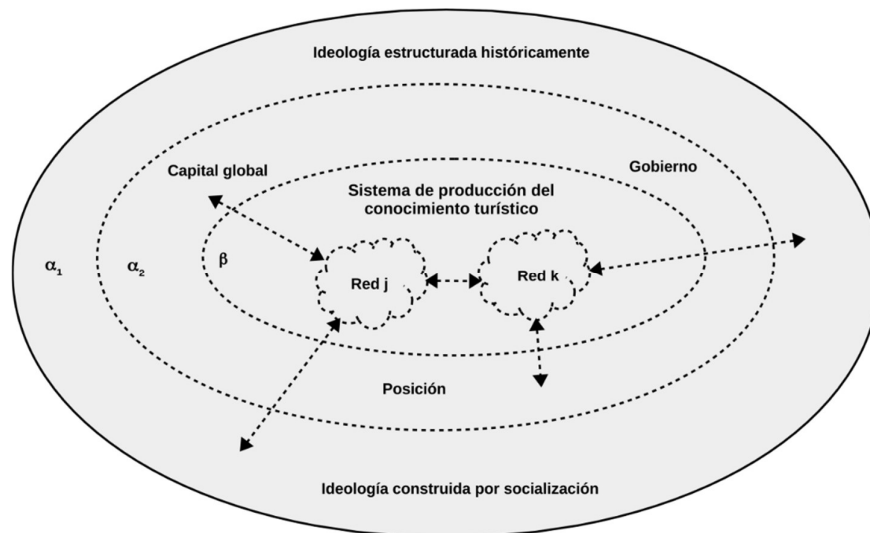 Ideología estructurada históricamente
Capital global
Gobierno
Sistema de producción del
conocimiento turístico
α₁
α₂
β
Red j
Red k
Posición
Ideología construida por socialización